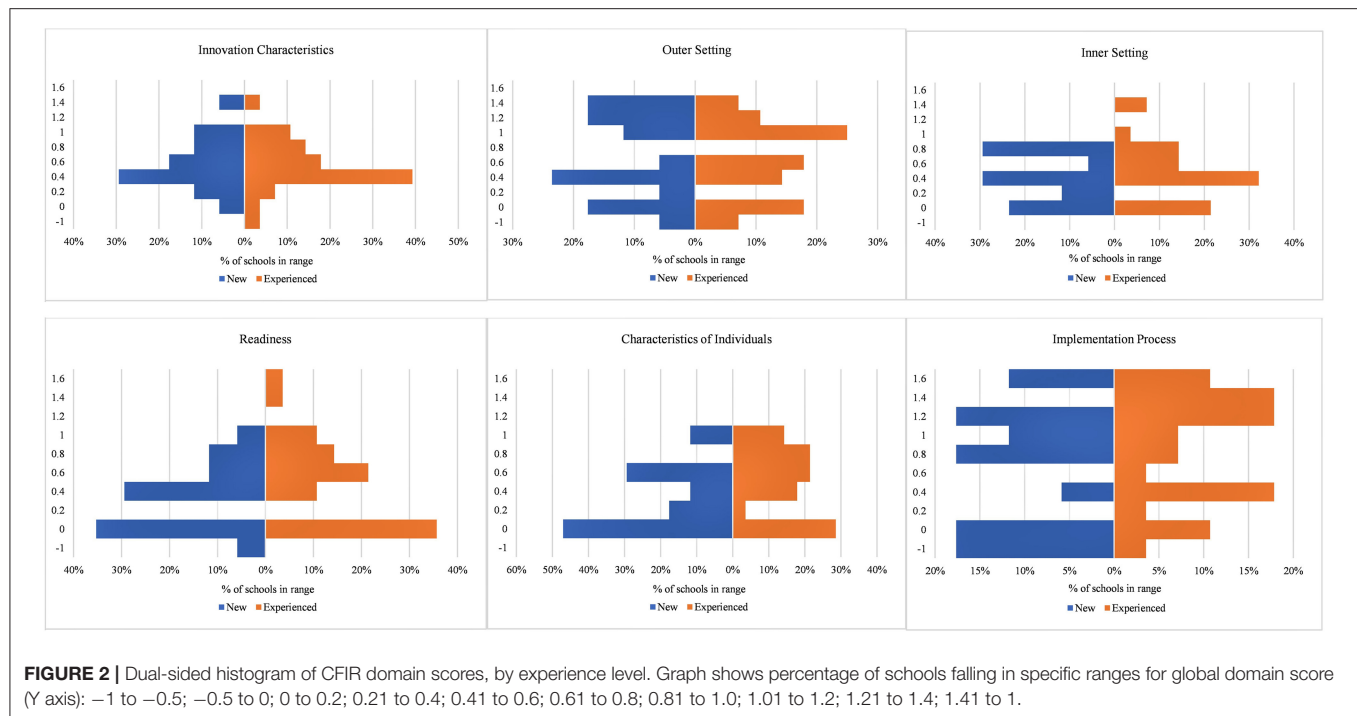 Innovation Characteristics
1.6
1.4
1.2
1
0.8
0.6
0.4
0.2
0
-1
40% 30% 20% 10% 0% 10% 20% 30% 40% 50%
% of schools in range
New Experienced
Outer Setting
1.6
1.4
1.2
1
0.8
0.6
0.4
0.2
0
-1
30% 20% 10% 0% 10% 20% 30%
% of schools in range
New Experienced
Inner Setting
1.6
1.4
1.2
1
0.8
0.6
0.4
0.2
0
-1
40% 30% 20% 10% 0% 10% 20% 30% 40%
% of schools in range
New Experienced
Readiness
1.6
1.4
1.2
1
0.8
0.6
0.4
0.2
0
-1
40% 30% 20% 10% 0% 10% 20% 30% 40%
% of schools in range
New Experienced
Characteristics of Individuals
1.6
1.4
1.2
1
0.8
0.6
0.4
0.2
0
-1
60% 50% 40% 30% 20% 10% 0% 10% 20% 30% 40%
% of schools in range
New Experienced
Implementation Process
1.6
1.4
1.2
1
0.8
0.6
0.4
0.2
0
-1
20% 15% 10% 5% 0% 5% 10% 15% 20%
% of schools in range
New Experienced
FIGURE 2 | Dual-sided histogram of CFIR domain scores, by experience level. Graph shows percentage of schools falling in specific ranges for global domain score
(Y axis): −1 to −0.5; −0.5 to 0; 0 to 0.2; 0.21 to 0.4; 0.41 to 0.6; 0.61 to 0.8; 0.81 to 1.0; 1.01 to 1.2; 1.21 to 1.4; 1.41 to 1.